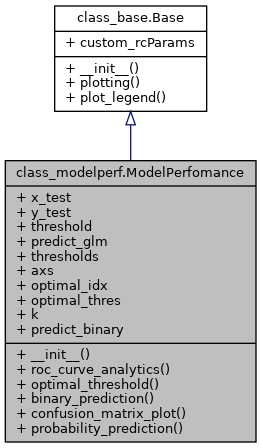 class_base.Base
+ custom_rcParams
+ __init__()
+ plotting()
+ plot_legend()
class_modelperf.ModelPerfomance
+ x_test
+ y_test
+ threshold
+ predict_glm
+ thresholds
+ axs
+ optimal_idx
+ optimal_thres
+ k
+ predict_binary
+ __init__()
+ roc_curve_analytics()
+ optimal_threshold()
+ binary_prediction()
+ confusion_matrix_plot()
+ probability_prediction()